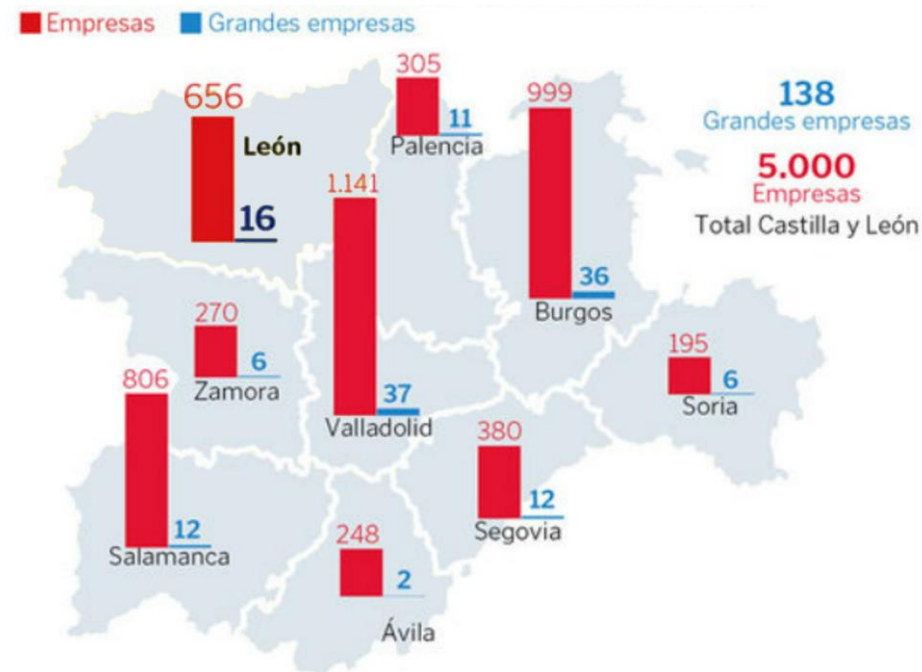 Empresas Grandes empresas
656
León
16
305
11
Palencia
999
36
Burgos
138
Grandes empresas
5.000
Empresas
Total Castilla y León
1.141
37
Valladolid
270
6
Zamora
195
6
Soria
806
12
Salamanca
380
12
Segovia
248
2
Ávila